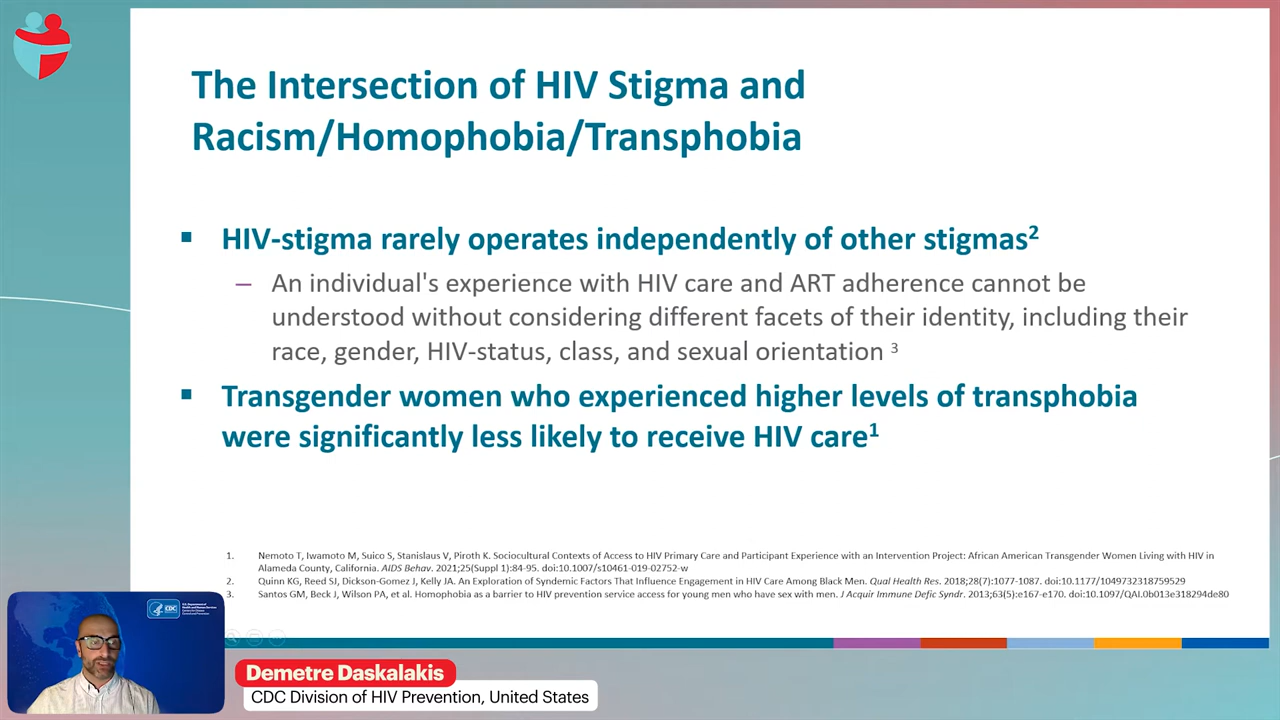 The Intersection of HIV Stigma and
Racism/Homophobia/Transphobia
▪ HIV-stigma rarely operates independently of other stigmas2
– An individual's experience with HIV care and ART adherence cannot be
understood without considering different facets of their identity, including their
race, gender, HIV-status, class, and sexual orientation 3
▪ Transgender women who experienced higher levels of transphobia
were significantly less likely to receive HIV care1
1. Nemoto T, Iwamoto M, Suico S, Stanislaus V, Piroth K. Sociocultural Contexts of Access to HIV Primary Care and Participant Experience with an Intervention Project: African American Transgender Women Living with HIV in
Alameda County, California. AIDS Behav. 2021;25(Suppl 1):84-95. doi:10.1007/s10461-019-02752-w
2. Quinn KG, Reed SJ, Dickson-Gomez J, Kelly JA. An Exploration of Syndemic Factors That Influence Engagement in HIV Care Among Black Men. Qual Health Res. 2018;28(7):1077-1087. doi:10.1177/1049732318759529
3. Santos GM, Beck J, Wilson PA, et al. Homophobia as a barrier to HIV prevention service access for young men who have sex with men. J Acquir Immune Defic Syndr. 2013;63(5):e167-e170. doi:10.1097/QAI.0b013e318294de80
CDC
Demetre Daskalakis
CDC Division of HIV Prevention, United States